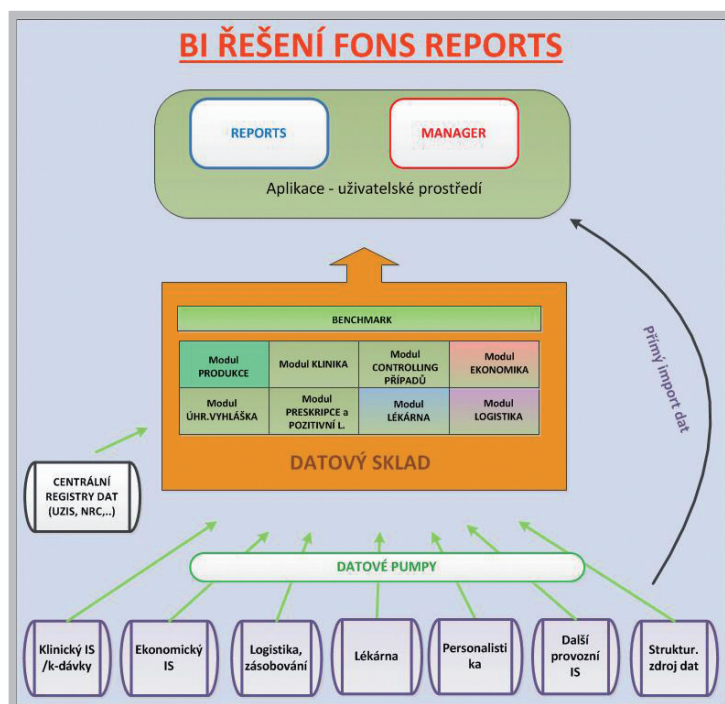 BI ŘEŠENÍ FONS REPORTS
REPORTS
MANAGER
Aplikace - uživatelské prostředí
BENCHMARK
Modul
PRODUKCE
Modul KLINIKA
Modul
CONTROLLING
PŘÍPADŮ
Modul
EKONOMIKA
Modul
ÚHR.VYHLÁŠKA
Modul
PRESKRIPCE a
POZITIVNÍ L.
Modul
LÉKÁRNA
Modul
LOGISTIKA
DATOVÝ SKLAD
Přímý import dat
CENTRÁLNÍ
REGISTRY DAT
(UZIS, NRC,..)
DATOVÉ PUMPY
Klinický IS
/k-dávky
Ekonomický
IS
Logistika,
zásobování
Lékárna
Personalisti
ka
Další
provozní
IS
Struktur.
zdroj dat